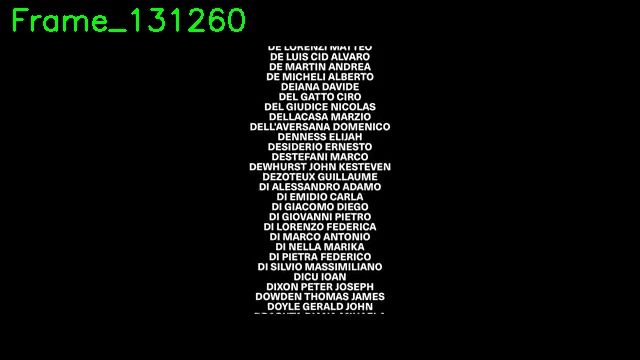 Frame_131260
DE LORENZI MATTEO
DE LUIS CID ALVARO
DE MARTIN ANDREA
DE MICHELI ALBERTO
DEIANA DAVIDE
DEL GATTO CIRO
DEL GIUDICE NICOLAS
DELLACASA MARZIO
DELL'AVERSANA DOMENICO
DENNESS ELIJAH
DESIDERIO ERNESTO
DESTEFANI MARCO
DEWHURST JOHN KESTEVEN
DEZOTEUX GUILLAUME
DI ALESSANDRO ADAMO
DI EMIDIO CARLA
DI GIACOMO DIEGO
DI GIOVANNI PIETRO
DI LORENZO FEDERICA
DI MARCO ANTONIO
DI NELLA MARIKA
DI PIETRA FEDERICO
DI SILVIO MASSIMILIANO
DICU IOAN
DIXON PETER JOSEPH
DOWDEN THOMAS JAMES
DOYLE GERALD JOHN